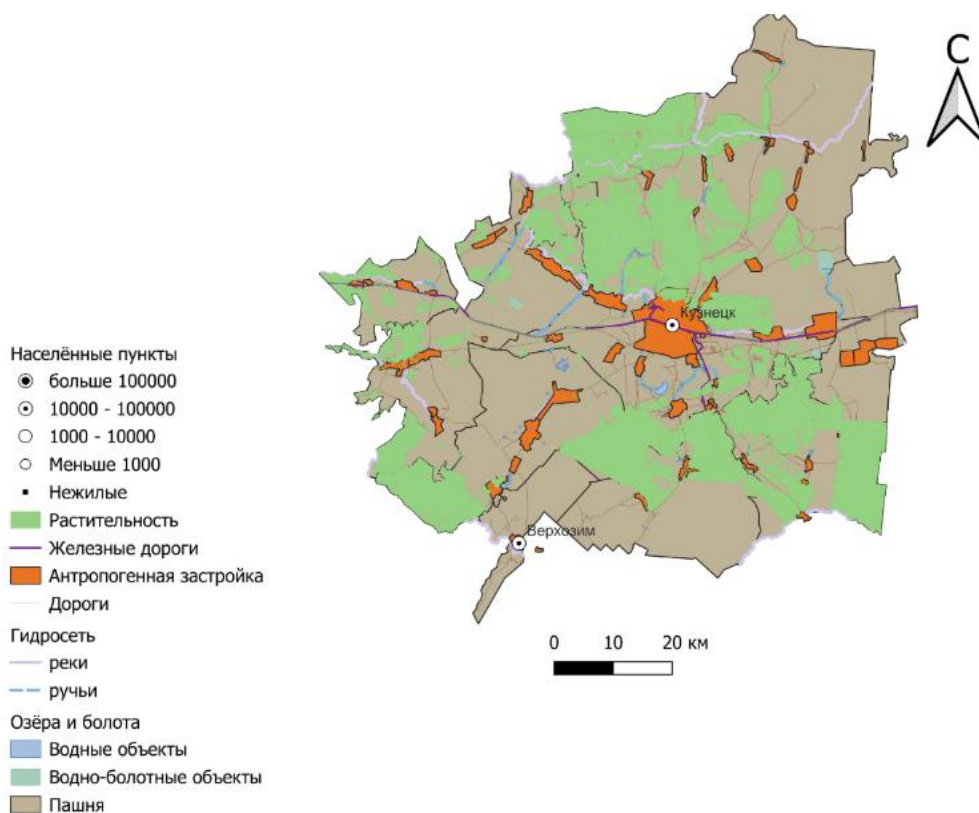 С
Кузнецк
Верхозим
0 10 20 км
Населённые пункты
больше 100000
10000 - 100000
1000 - 10000
Меньше 1000
Нежилые
Растительность
Железные дороги
Антропогенная застройка
Дороги
Гидросеть
реки
ручьи
Озёра и болота
Водные объекты
Водно-болотные объекты
Пашня